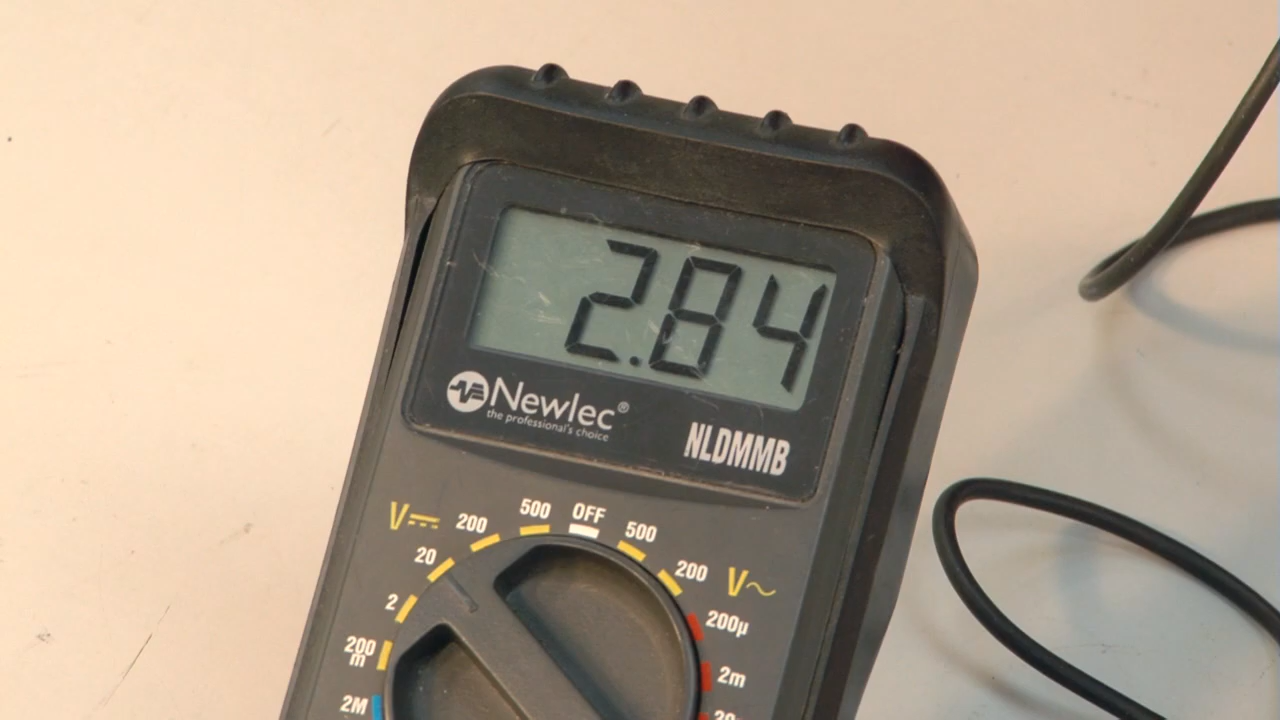 2.84
Newlec®
the professional's choice
NLDMMB
V⎓ 200 500 OFF 500
20 200 V~
2 200µ
200m 2m
2M